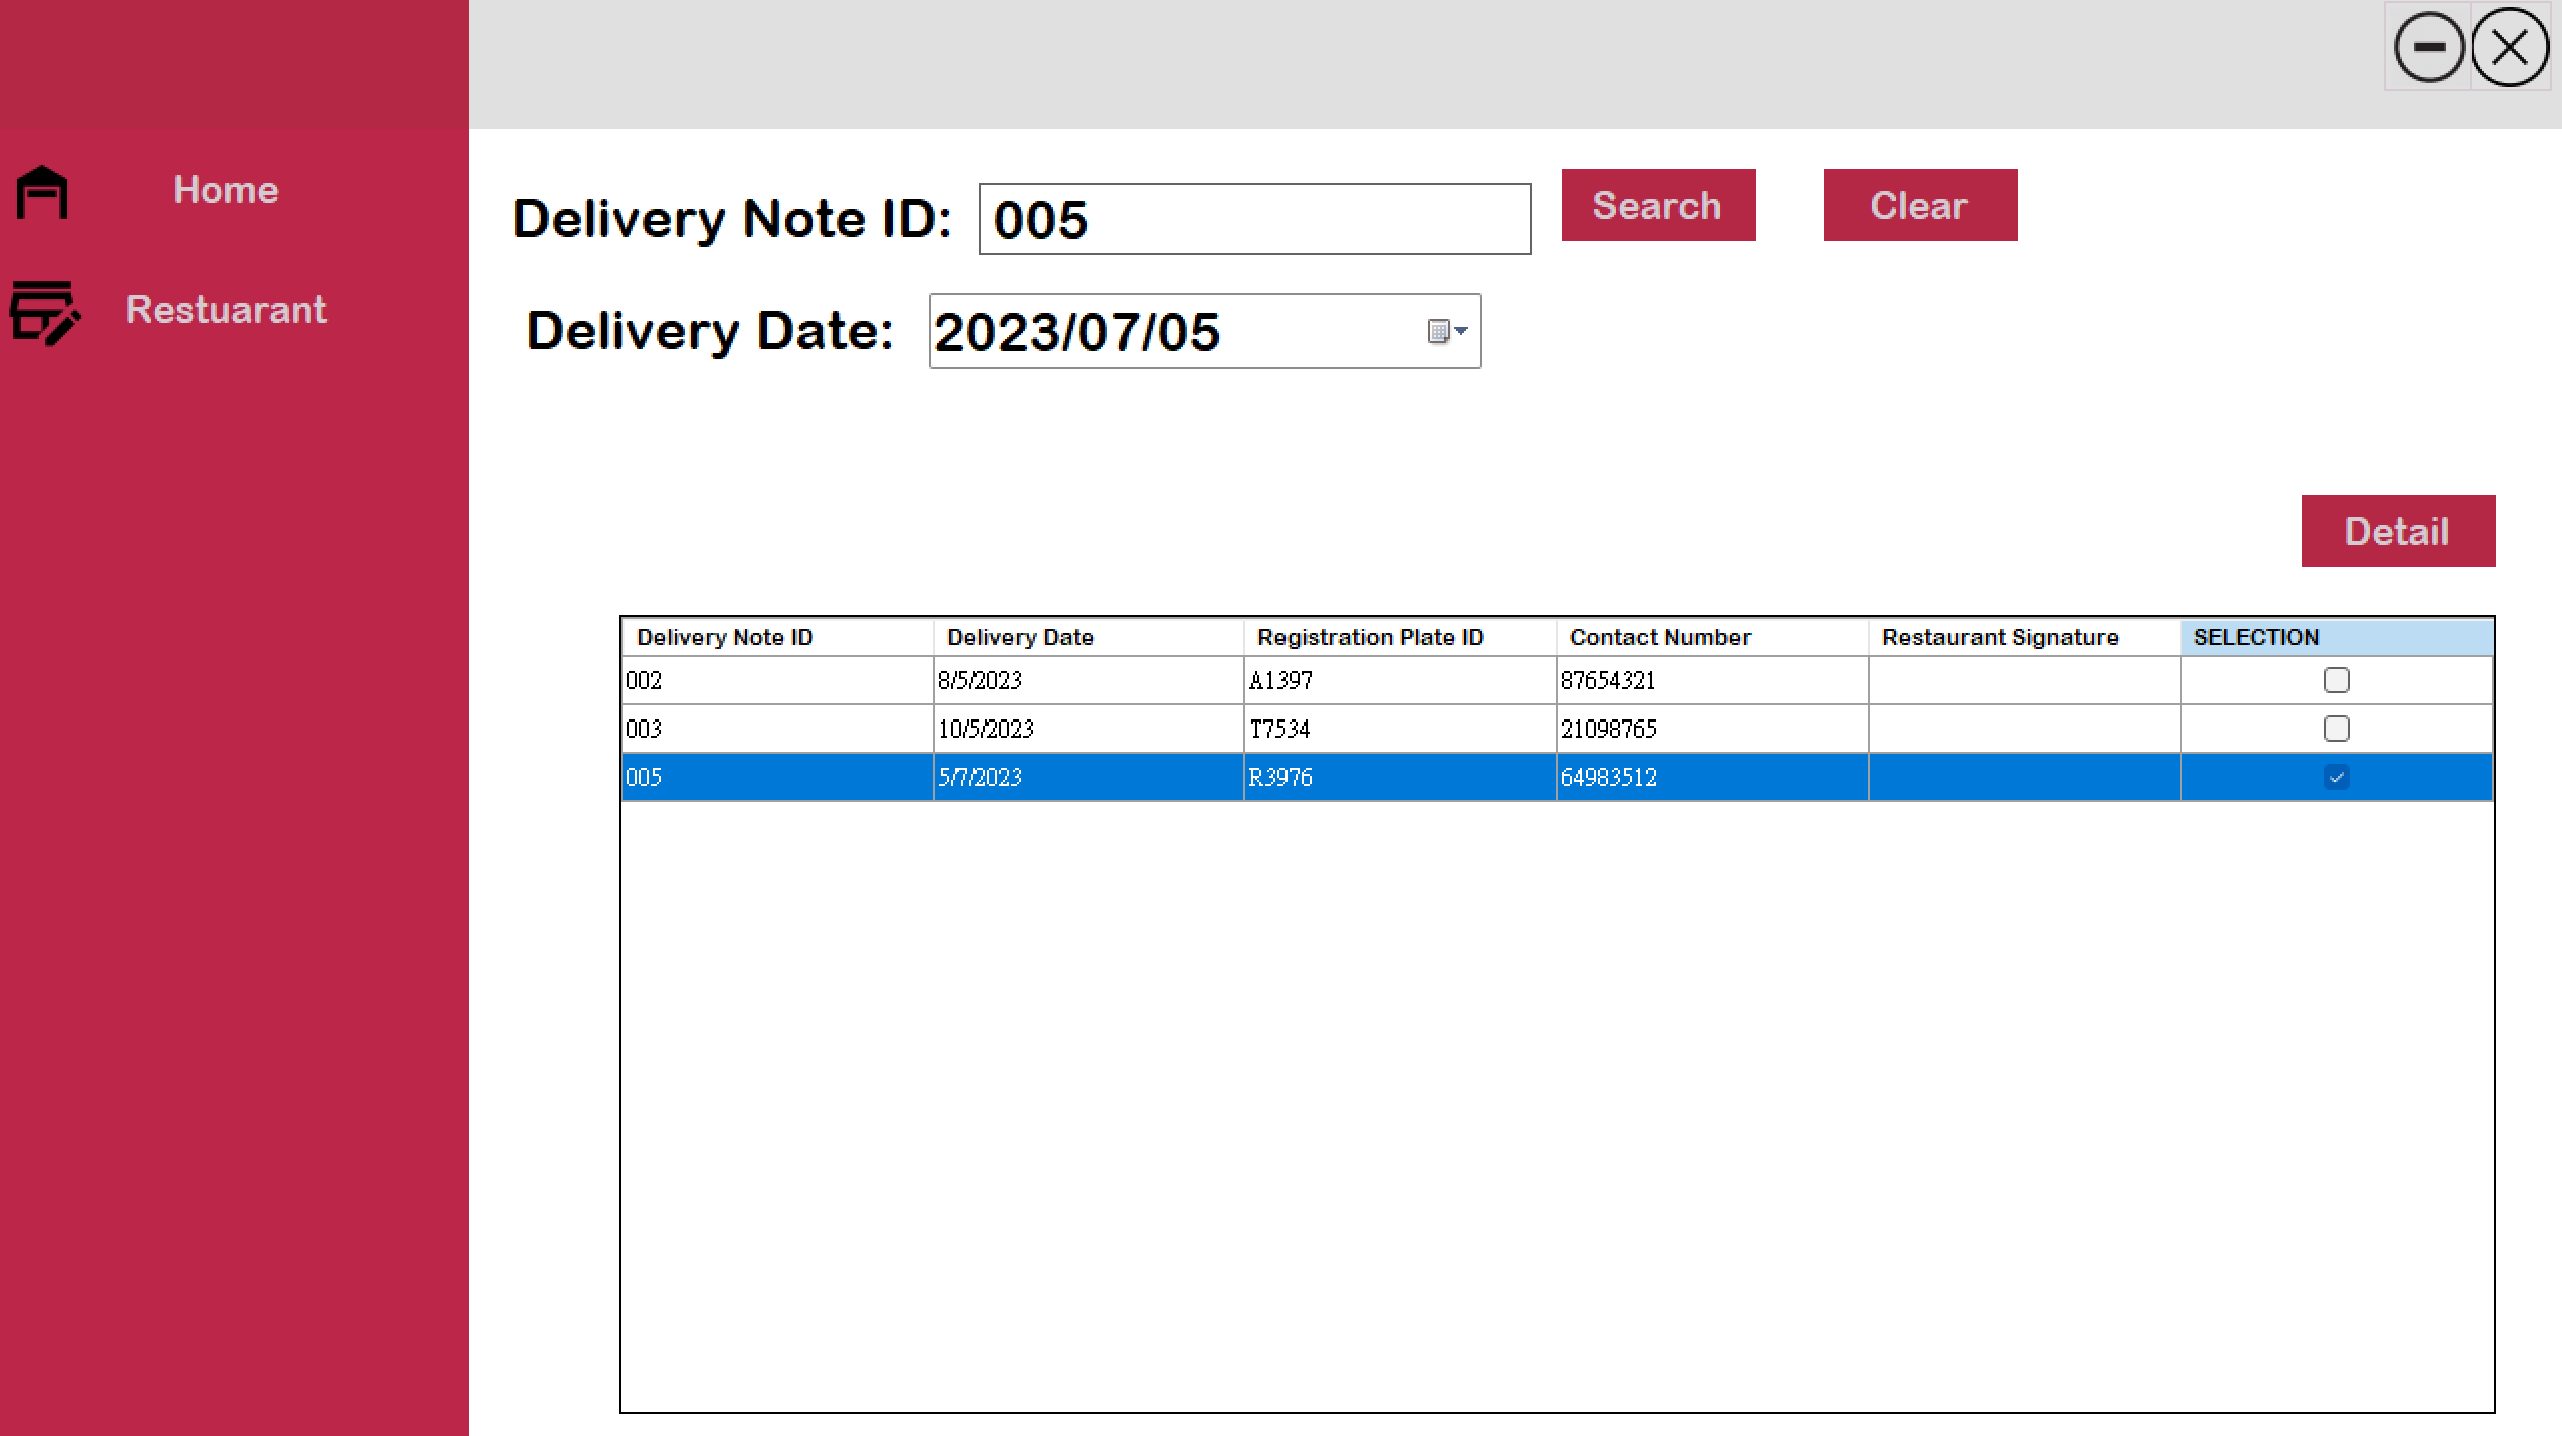 Home
Restuarant
Delivery Note ID: 005 Search Clear
Delivery Date: 2023/07/05
Detail
Delivery Note ID Delivery Date Registration Plate ID Contact Number Restaurant Signature SELECTION
002 8/5/2023 A1397 87654321
003 10/5/2023 T7534 21098765
005 5/7/2023 R3976 64983512